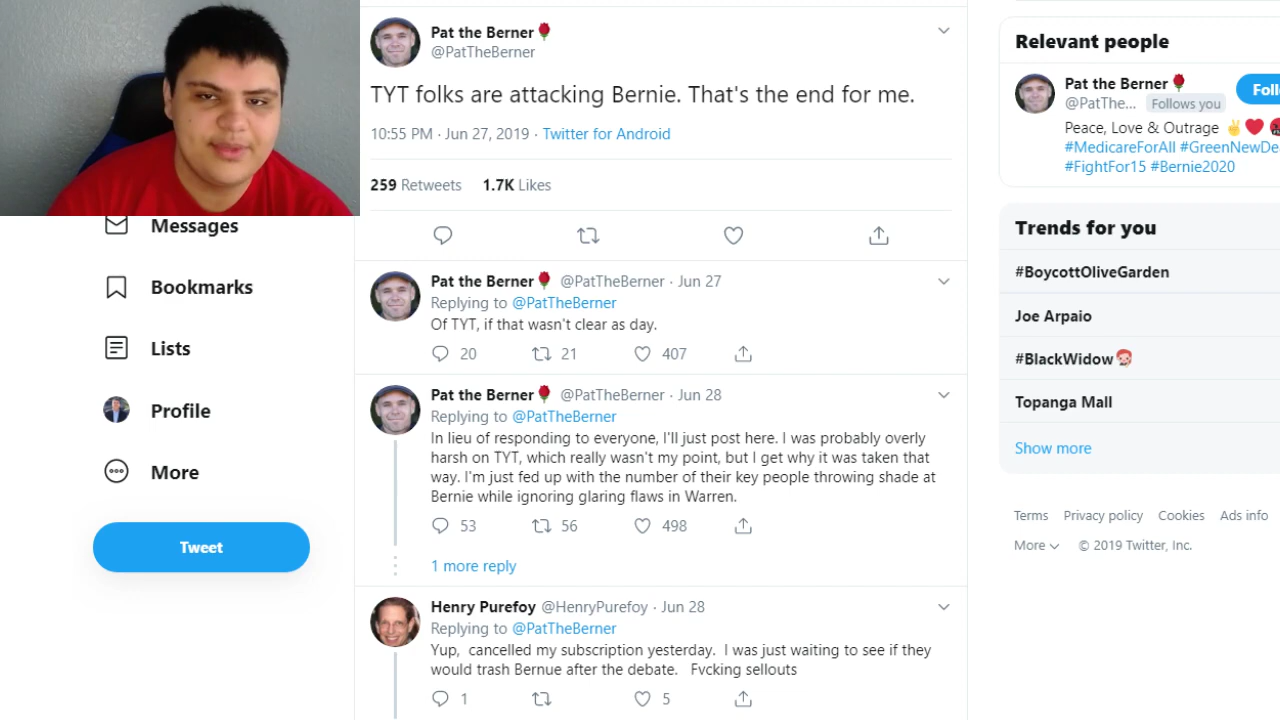 Pat the Berner🌹
@PatTheBerner
TYT folks are attacking Bernie. That's the end for me.
10:55 PM · Jun 27, 2019 · Twitter for Android
259 Retweets 1.7K Likes
Pat the Berner🌹 @PatTheBerner · Jun 27
Replying to @PatTheBerner
Of TYT, if that wasn't clear as day.
20 21 407
Pat the Berner🌹 @PatTheBerner · Jun 28
Replying to @PatTheBerner
In lieu of responding to everyone, I'll just post here. I was probably overly
harsh on TYT, which really wasn't my point, but I get why it was taken that
way. I'm just fed up with the number of their key people throwing shade at
Bernie while ignoring glaring flaws in Warren.
53 56 498
1 more reply
Henry Purefoy @HenryPurefoy · Jun 28
Replying to @PatTheBerner
Yup, cancelled my subscription yesterday. I was just waiting to see if they
would trash Bernue after the debate. Fvcking sellouts
1 5
Messages
Bookmarks
Lists
Profile
More
Tweet
Relevant people
Pat the Berner🌹
@PatThe... Follows you
Foll
Peace, Love & Outrage ✌️❤️🤬
#MedicareForAll #GreenNewDe
#FightFor15 #Bernie2020
Trends for you
#BoycottOliveGarden
Joe Arpaio
#BlackWidow
Topanga Mall
Show more
Terms Privacy policy Cookies Ads info
More © 2019 Twitter, Inc.